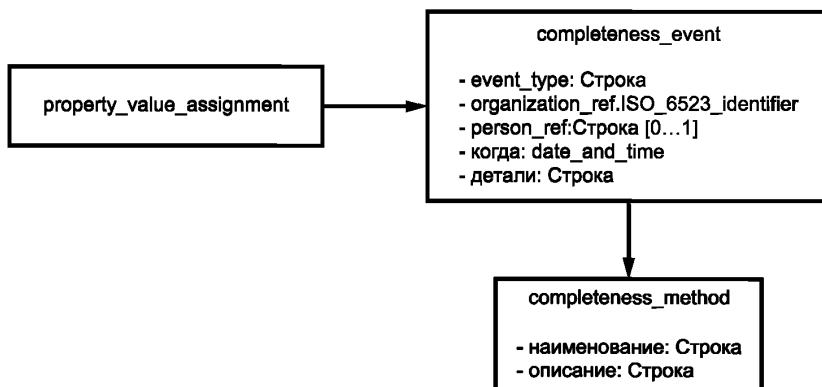 completeness_event
property_value_assignment
- event_type: Строка
- organization_ref.ISO_6523_identifier
- person_ref:Строка [0...1]
- когда: date_and_time
- детали: Строка
completeness_method
- наименование: Строка
- описание: Строка